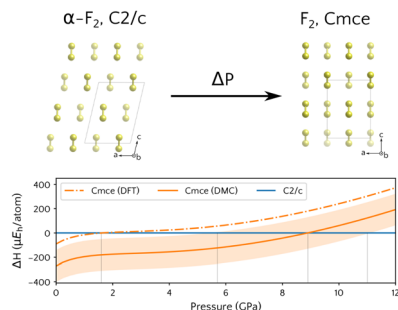 α-F₂, C2/c
F₂, Cmce
ΔP
c
a
b
c
a
b
Cmce (DFT)
Cmce (DMC)
C2/c
ΔH (μEₕ/atom)
400
200
0
−200
−400
0
2
4
6
8
10
12
Pressure (GPa)